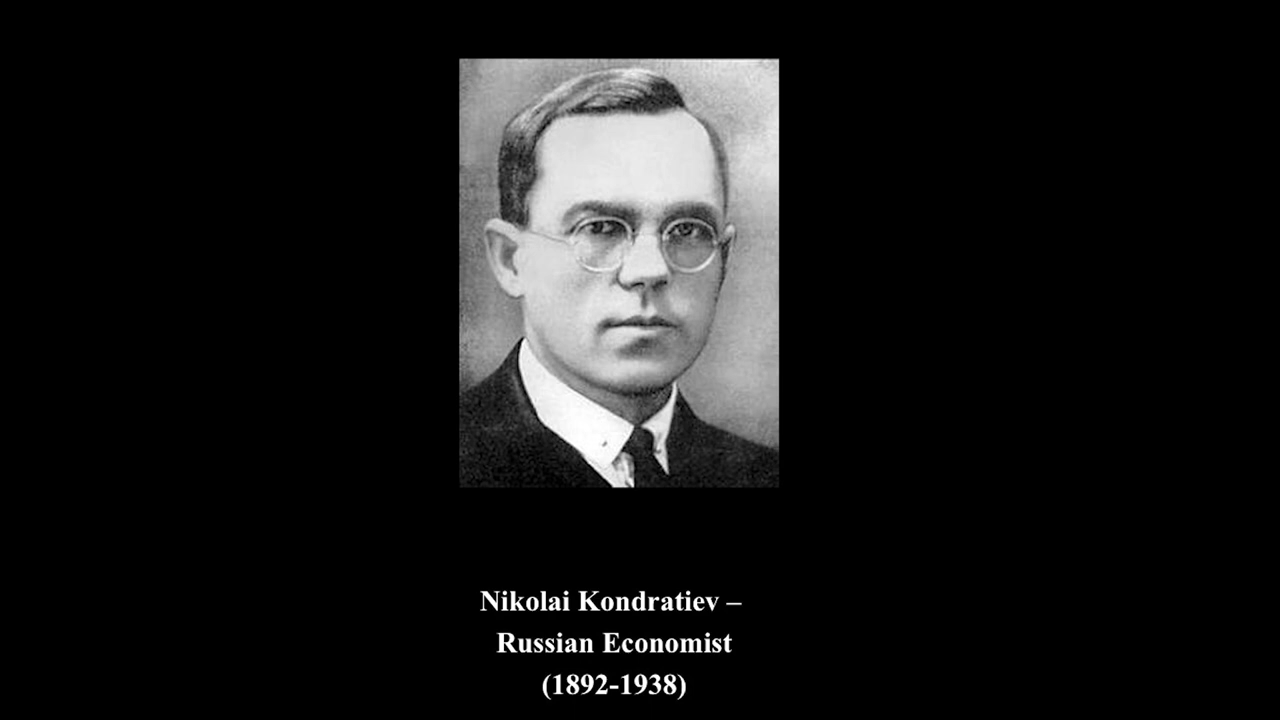 Nikolai Kondratiev –
Russian Economist
(1892-1938)